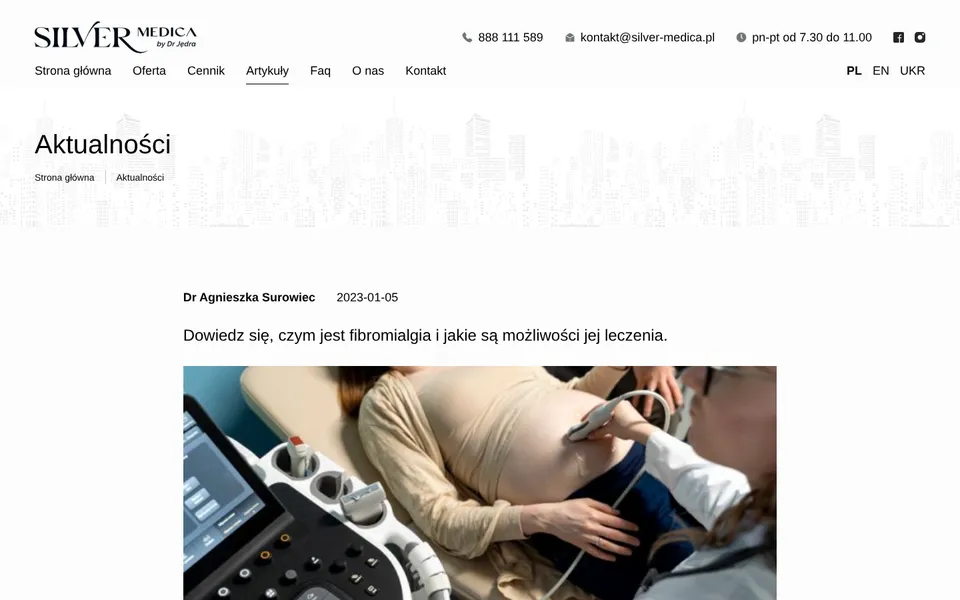 SILVER MEDICA
by Dr Jędra
888 111 589
kontakt@silver-medica.pl
pn-pt od 7.30 do 11.00
Strona główna Oferta Cennik Artykuły Faq O nas Kontakt
PL EN UKR
Aktualności
Strona główna Aktualności
Dr Agnieszka Surowiec 2023-01-05
Dowiedz się, czym jest fibromialgia i jakie są możliwości jej leczenia.